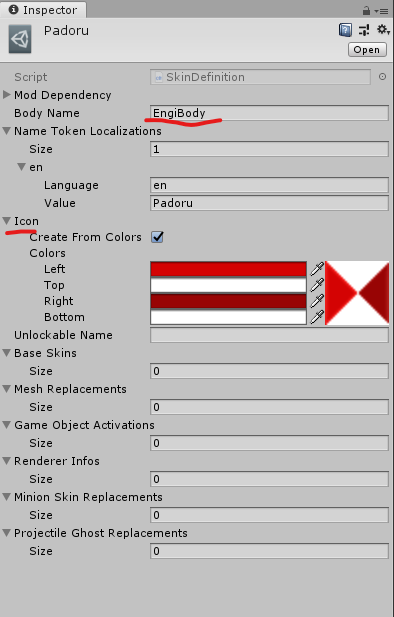 Inspector
Padoru
Open
Script SkinDefinition
Mod Dependency
Body Name EngiBody
Name Token Localizations
Size 1
en
Language en
Value Padoru
Icon
Create From Colors
Colors
Left
Top
Right
Bottom
Unlockable Name
Base Skins
Size 0
Mesh Replacements
Size 0
Game Object Activations
Size 0
Renderer Infos
Size 0
Minion Skin Replacements
Size 0
Projectile Ghost Replacements
Size 0